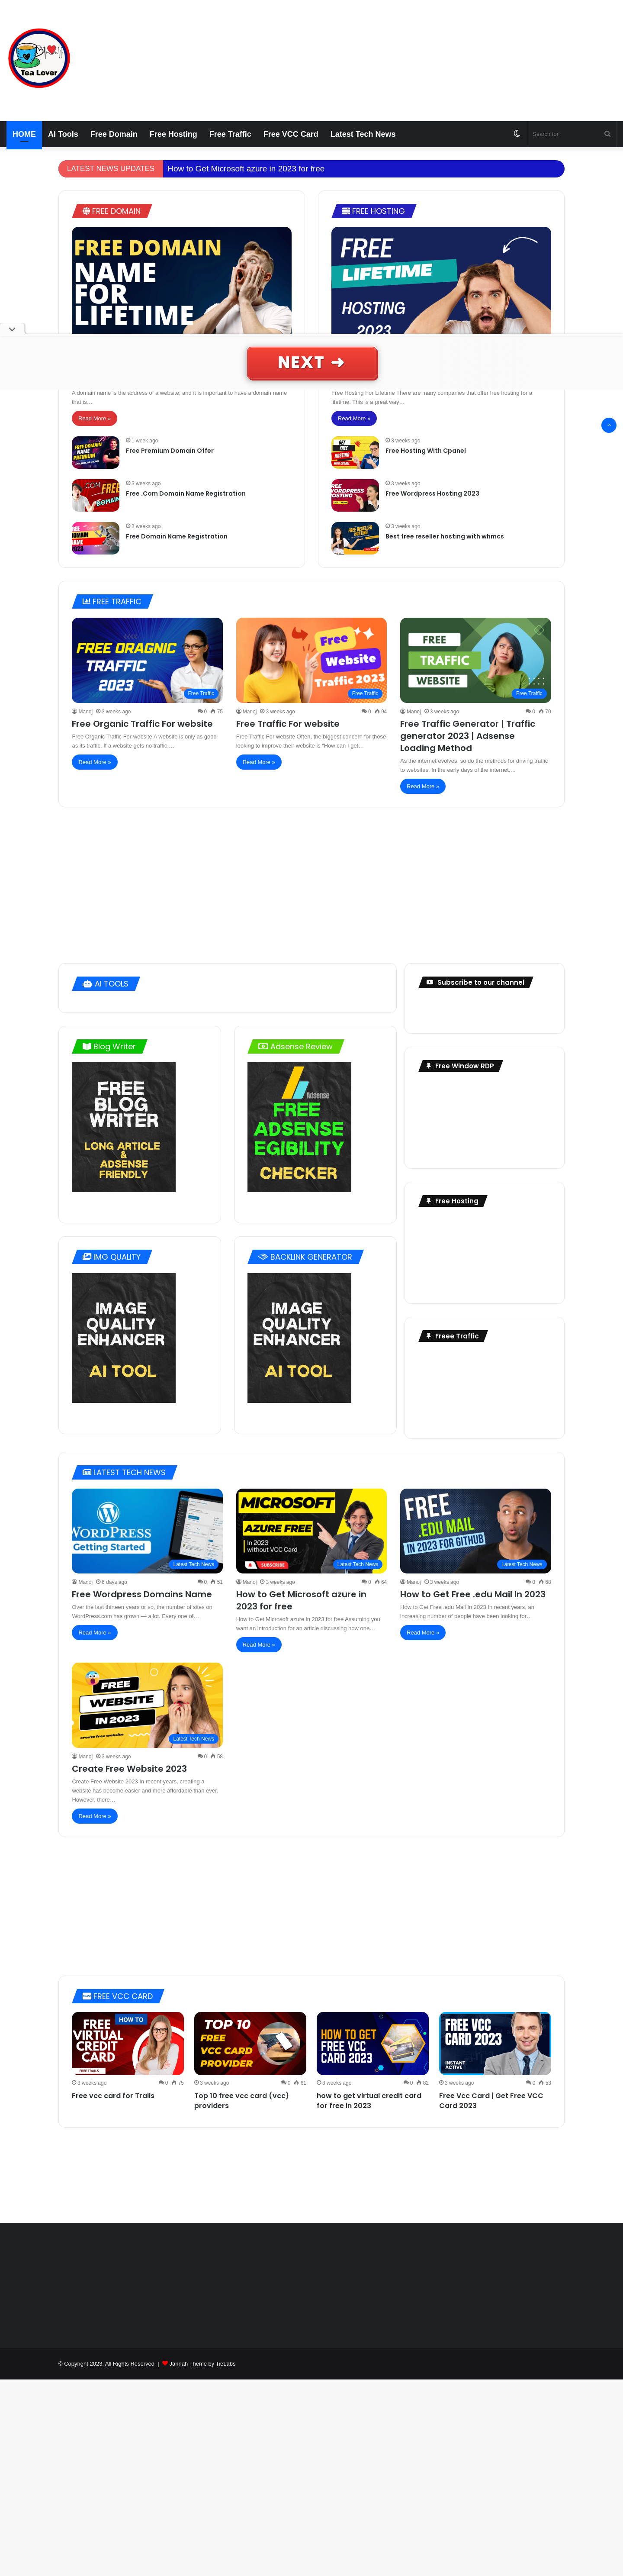 Tea Lover
HOME
AI Tools
Free Domain
Free Hosting
Free Traffic
Free VCC Card
Latest Tech News
Search for
LATEST NEWS UPDATES
How to Get Microsoft azure in 2023 for free
FREE DOMAIN
FREE DOMAIN
NAME
FOR
LIFETIME
A domain name is the address of a website, and it is important to have a domain name
that is…
Read More »
1 week ago
Free Premium Domain Offer
3 weeks ago
Free .Com Domain Name Registration
3 weeks ago
Free Domain Name Registration
FREE HOSTING
FREE
LIFETIME
HOSTING
2023
NEXT ➜
Free Hosting For Lifetime There are many companies that offer free hosting for a
lifetime. This is a great way…
Read More »
3 weeks ago
Free Hosting With Cpanel
3 weeks ago
Free Wordpress Hosting 2023
3 weeks ago
Best free reseller hosting with whmcs
FREE TRAFFIC
FREE ORAGNIC
TRAFFIC
2023
Free Traffic
Manoj 3 weeks ago 0 75
Free Organic Traffic For website
Free Organic Traffic For website A website is only as good
as its traffic. If a website gets no traffic,…
Read More »
Free
Website
Traffic 2023
Free Traffic
Manoj 3 weeks ago 0 94
Free Traffic For website
Free Traffic For website Often, the biggest concern for those
looking to improve their website is "How can I get…
Read More »
FREE
TRAFFIC
WEBSITE
Free Traffic
Manoj 3 weeks ago 0 70
Free Traffic Generator | Traffic
generator 2023 | Adsense
Loading Method
As the internet evolves, so do the methods for driving traffic
to websites. In the early days of the internet,…
Read More »
AI TOOLS
Subscribe to our channel
Blog Writer
FREE
BLOG
WRITER
LONG ARTICLE
&
ADSENSE
FRIENDLY
Adsense Review
Adsense
FREE
ADSENSE
EGIBILITY
CHECKER
Free Window RDP
Free Hosting
IMG QUALITY
IMAGE
QUALITY
ENHANCER
AI TOOL
BACKLINK GENERATOR
IMAGE
QUALITY
ENHANCER
AI TOOL
Freee Traffic
LATEST TECH NEWS
WORDPRESS
Getting Started
Latest Tech News
Manoj 6 days ago 0 51
Free Wordpress Domains Name
Over the last thirteen years or so, the number of sites on
WordPress.com has grown — a lot. Every one of…
Read More »
MICROSOFT
AZURE FREE
In 2023
without VCC Card
SUBSCRIBE
Latest Tech News
Manoj 3 weeks ago 0 64
How to Get Microsoft azure in
2023 for free
How to Get Microsoft azure in 2023 for free Assuming you
want an introduction for an article discussing how one…
Read More »
FREE
.EDU MAIL
IN 2023 FOR GITHUB
Latest Tech News
Manoj 3 weeks ago 0 68
How to Get Free .edu Mail In 2023
How to Get Free .edu Mail In 2023 In recent years, an
increasing number of people have been looking for…
Read More »
FREE
WEBSITE
IN 2023
create free website
Latest Tech News
Manoj 3 weeks ago 0 58
Create Free Website 2023
Create Free Website 2023 In recent years, creating a
website has become easier and more affordable than ever.
However, there…
Read More »
FREE VCC CARD
HOW TO
FREE
VIRTUAL
CREDIT
CARD
FREE TRAILS
3 weeks ago 0 75
Free vcc card for Trails
TOP 10
FREE
VCC CARD
PROVIDER
3 weeks ago 0 61
Top 10 free vcc card (vcc)
providers
HOW TO GET
FREE VCC
CARD 2023
3 weeks ago 0 82
how to get virtual credit card
for free in 2023
FREE VCC
CARD 2023
INSTANT
ACTIVE
3 weeks ago 0 53
Free Vcc Card | Get Free VCC
Card 2023
© Copyright 2023, All Rights Reserved | Jannah Theme by TieLabs